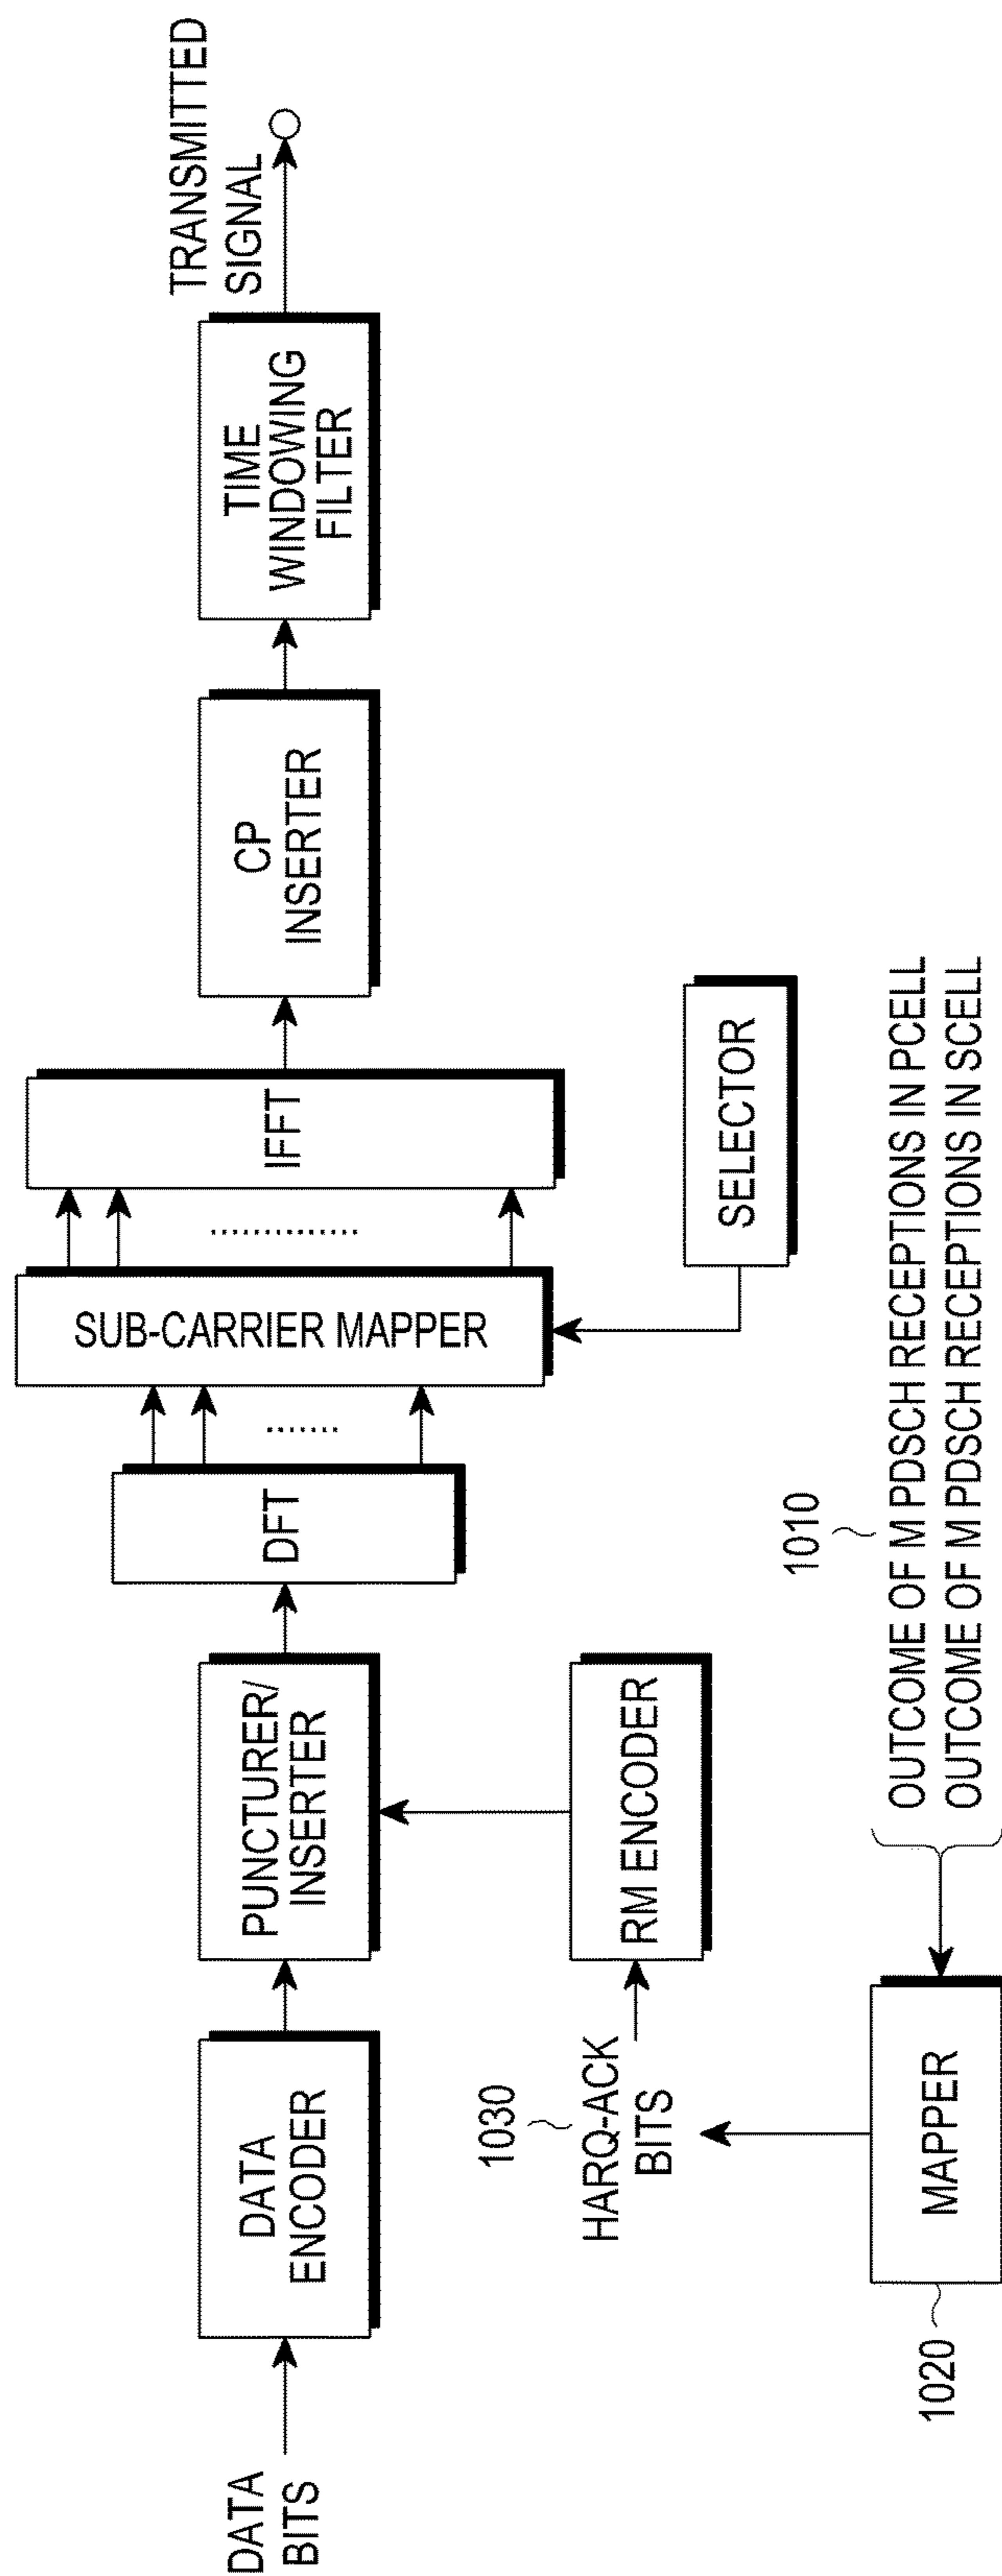 DATA
BITS
DATA
ENCODER
PUNCTURER/
INSERTER
DFT
SUB-CARRIER MAPPER
IFFT
CP
INSERTER
TIME
WINDOWING
FILTER
TRANSMITTED
SIGNAL
1030
HARQ-ACK
BITS
RM ENCODER
SELECTOR
1020
MAPPER
1010
OUTCOME OF M PDSCH RECEPTIONS IN PCELL
OUTCOME OF M PDSCH RECEPTIONS IN SCELL